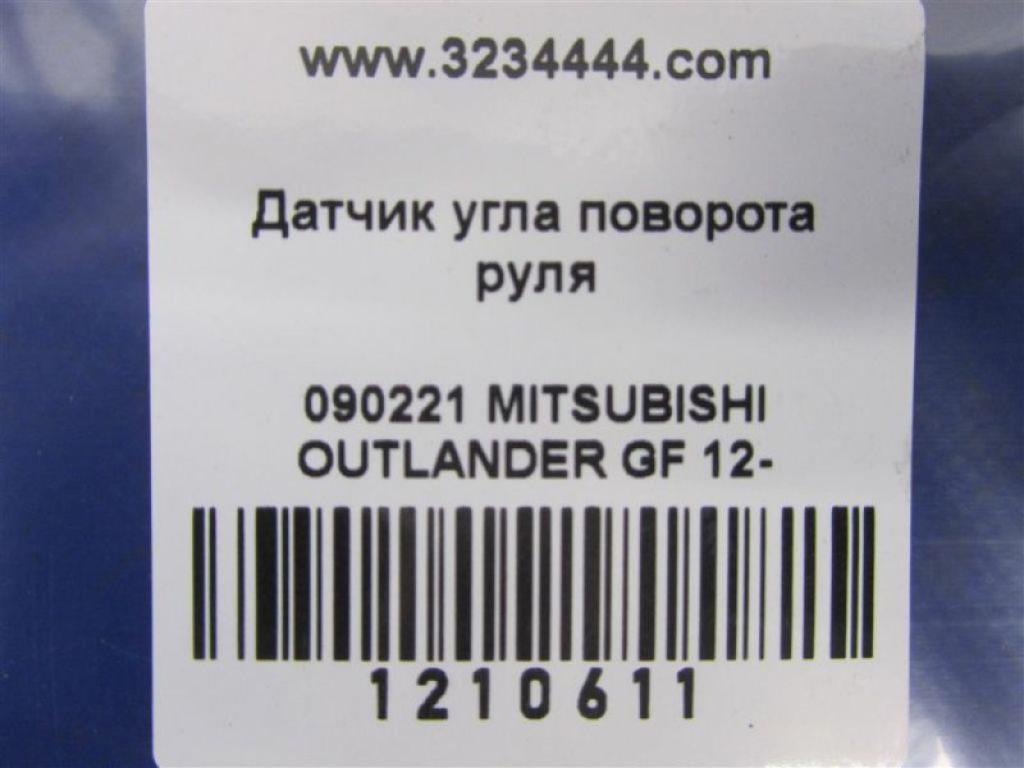 www.3234444.com
Датчик угла поворота
руля
090221 MITSUBISHI
OUTLANDER GF 12-
1210611